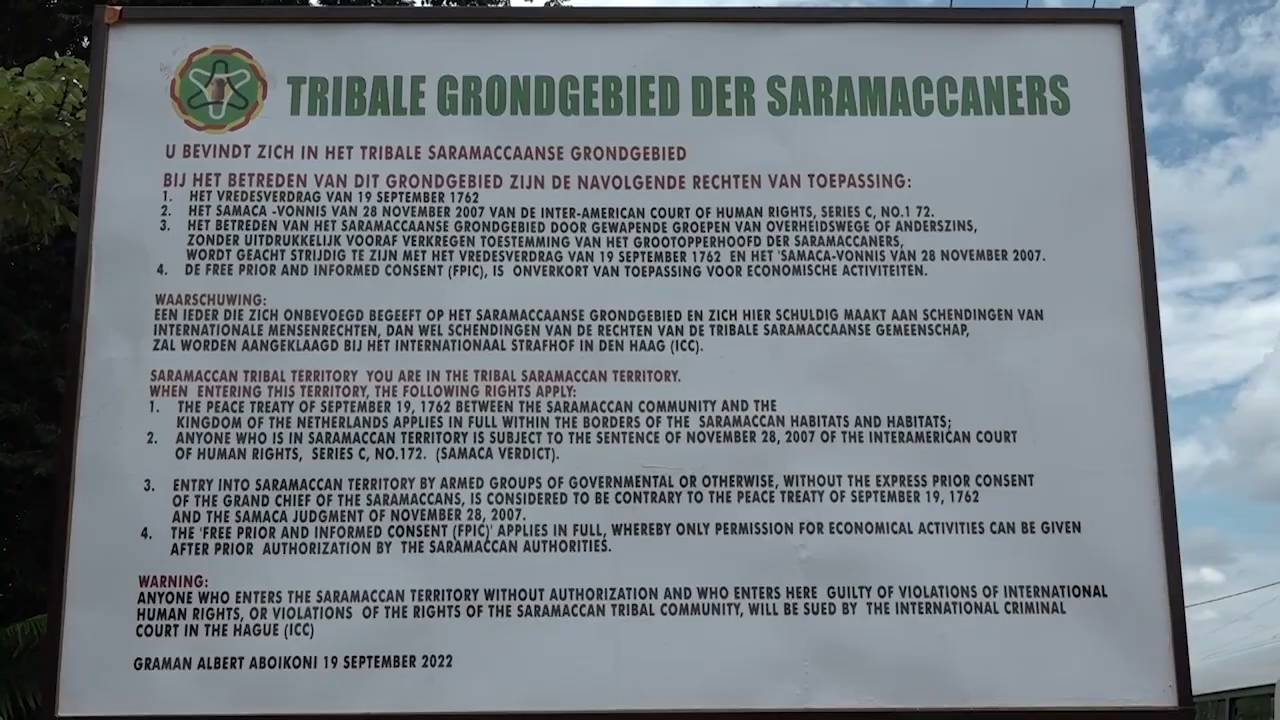 TRIBALE GRONDGEBIED DER SARAMACCANERS
U BEVINDT ZICH IN HET TRIBALE SARAMACCAANSE GRONDGEBIED
BIJ HET BETREDEN VAN DIT GRONDGEBIED ZIJN DE NAVOLGENDE RECHTEN VAN TOEPASSING:
1. HET VREDESVERDRAG VAN 19 SEPTEMBER 1762
2. HET SAMACA -VONNIS VAN 28 NOVEMBER 2007 VAN DE INTER-AMERICAN COURT OF HUMAN RIGHTS, SERIES C, NO.1 72.
3. HET BETREDEN VAN HET SARAMACCAANSE GRONDGEBIED DOOR GEWAPENDE GROEPEN VAN OVERHEIDSWEGE OF ANDERSZINS,
ZONDER UITDRUKKELIJK VOORAF VERKREGEN TOESTEMMING VAN HET GROOTOPPERHOOFD DER SARAMACCANERS,
WORDT GEACHT STRIJDIG TE ZIJN MET HET VREDESVERDRAG VAN 19 SEPTEMBER 1762 EN HET 'SAMACA-VONNIS VAN 28 NOVEMBER 2007.
4. DE FREE PRIOR AND INFORMED CONSENT (FPIC), IS ONVERKORT VAN TOEPASSING VOOR ECONOMISCHE ACTIVITEITEN.
WAARSCHUWING:
EEN IEDER DIE ZICH ONBEVOEGD BEGEEFT OP HET SARAMACCAANSE GRONDGEBIED EN ZICH HIER SCHULDIG MAAKT AAN SCHENDINGEN VAN
INTERNATIONALE MENSENRECHTEN, DAN WEL SCHENDINGEN VAN DE RECHTEN VAN DE TRIBALE SARAMACCAANSE GEMEENSCHAP,
ZAL WORDEN AANGEKLAAGD BIJ HET INTERNATIONAAL STRAFHOF IN DEN HAAG (ICC).
SARAMACCAN TRIBAL TERRITORY YOU ARE IN THE TRIBAL SARAMACCAN TERRITORY.
WHEN ENTERING THIS TERRITORY, THE FOLLOWING RIGHTS APPLY:
1. THE PEACE TREATY OF SEPTEMBER 19, 1762 BETWEEN THE SARAMACCAN COMMUNITY AND THE
KINGDOM OF THE NETHERLANDS APPLIES IN FULL WITHIN THE BORDERS OF THE SARAMACCAN HABITATS AND HABITATS;
2. ANYONE WHO IS IN SARAMACCAN TERRITORY IS SUBJECT TO THE SENTENCE OF NOVEMBER 28, 2007 OF THE INTERAMERICAN COURT
OF HUMAN RIGHTS, SERIES C, NO.172. (SAMACA VERDICT).
3. ENTRY INTO SARAMACCAN TERRITORY BY ARMED GROUPS OF GOVERNMENTAL OR OTHERWISE, WITHOUT THE EXPRESS PRIOR CONSENT
OF THE GRAND CHIEF OF THE SARAMACCANS, IS CONSIDERED TO BE CONTRARY TO THE PEACE TREATY OF SEPTEMBER 19, 1762
AND THE SAMACA JUDGMENT OF NOVEMBER 28, 2007.
4. THE 'FREE PRIOR AND INFORMED CONSENT (FPIC)' APPLIES IN FULL, WHEREBY ONLY PERMISSION FOR ECONOMICAL ACTIVITIES CAN BE GIVEN
AFTER PRIOR AUTHORIZATION BY THE SARAMACCAN AUTHORITIES.
WARNING:
ANYONE WHO ENTERS THE SARAMACCAN TERRITORY WITHOUT AUTHORIZATION AND WHO ENTERS HERE GUILTY OF VIOLATIONS OF INTERNATIONAL
HUMAN RIGHTS, OR VIOLATIONS OF THE RIGHTS OF THE SARAMACCAN TRIBAL COMMUNITY, WILL BE SUED BY THE INTERNATIONAL CRIMINAL
COURT IN THE HAGUE (ICC)
GRAMAN ALBERT ABOIKONI 19 SEPTEMBER 2022